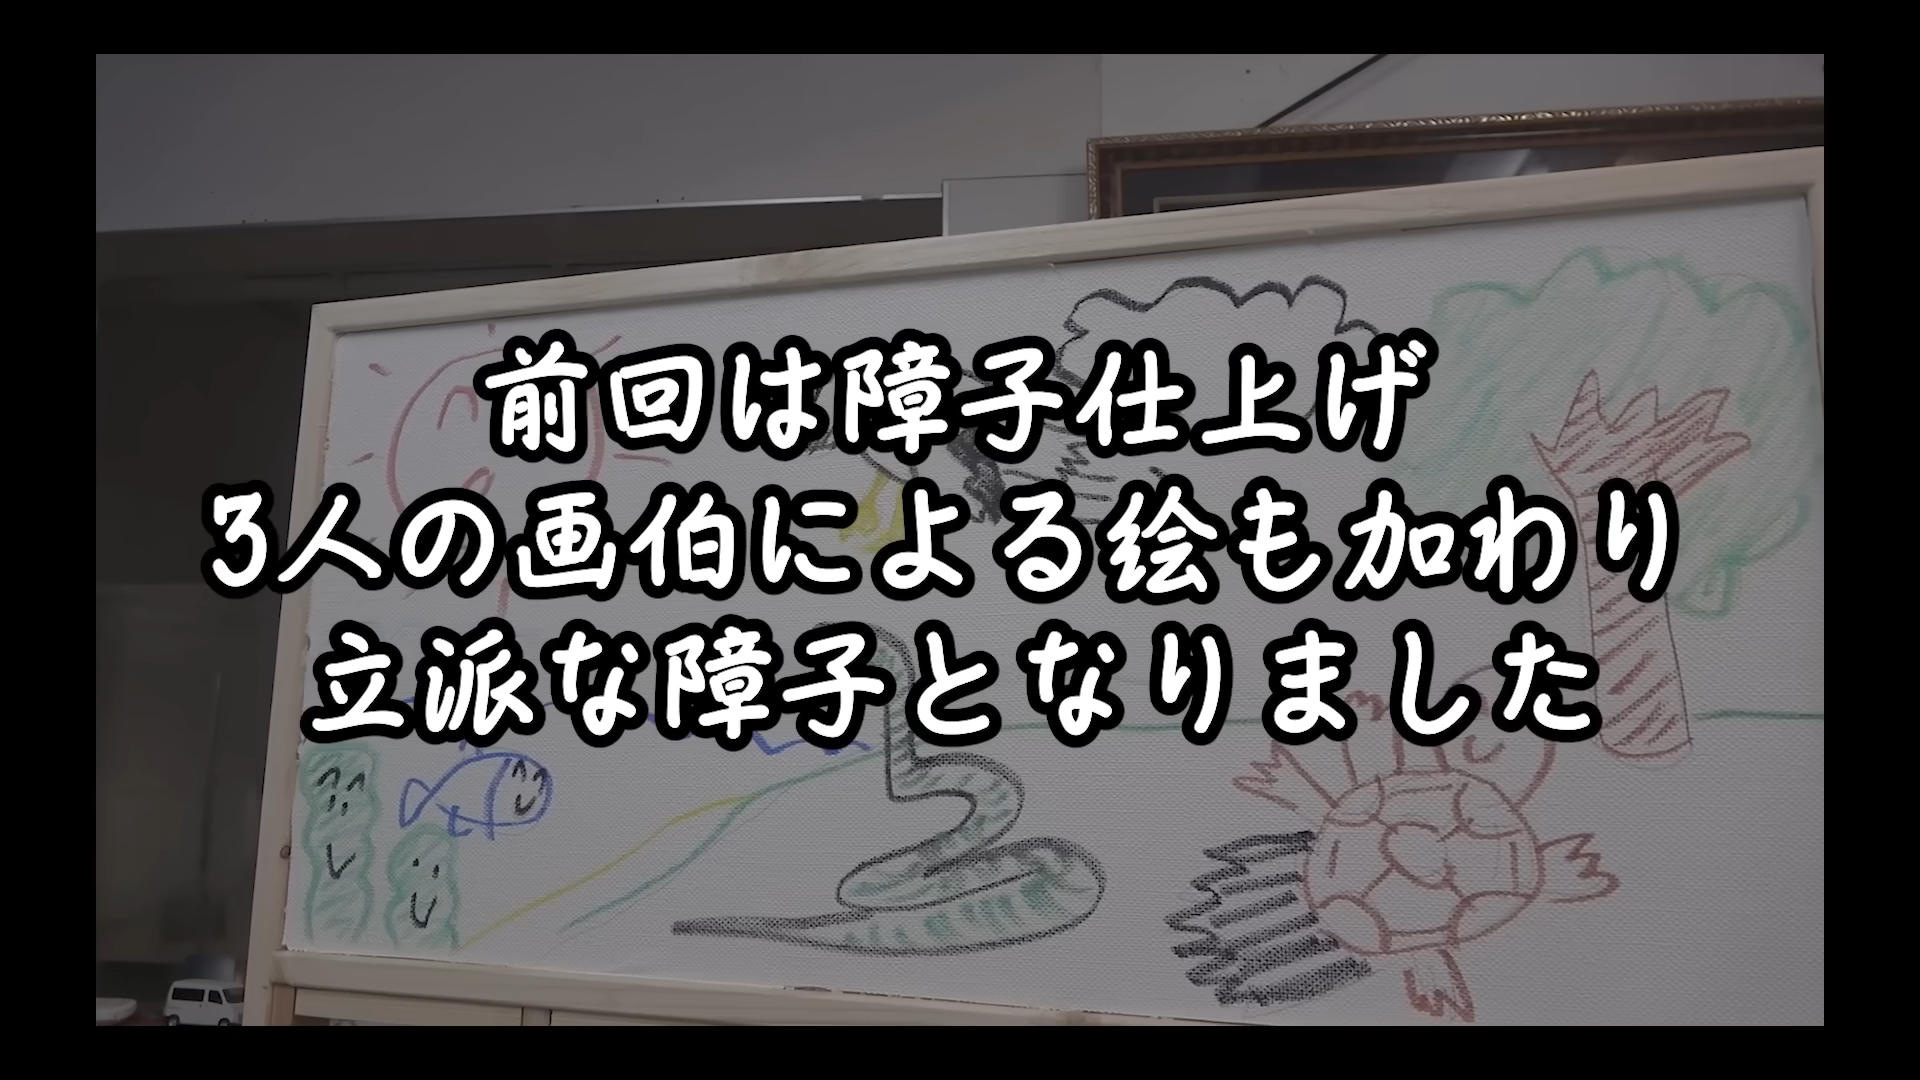 前回は障子仕上げ
3人の画伯による絵も加わり
立派な障子となりました